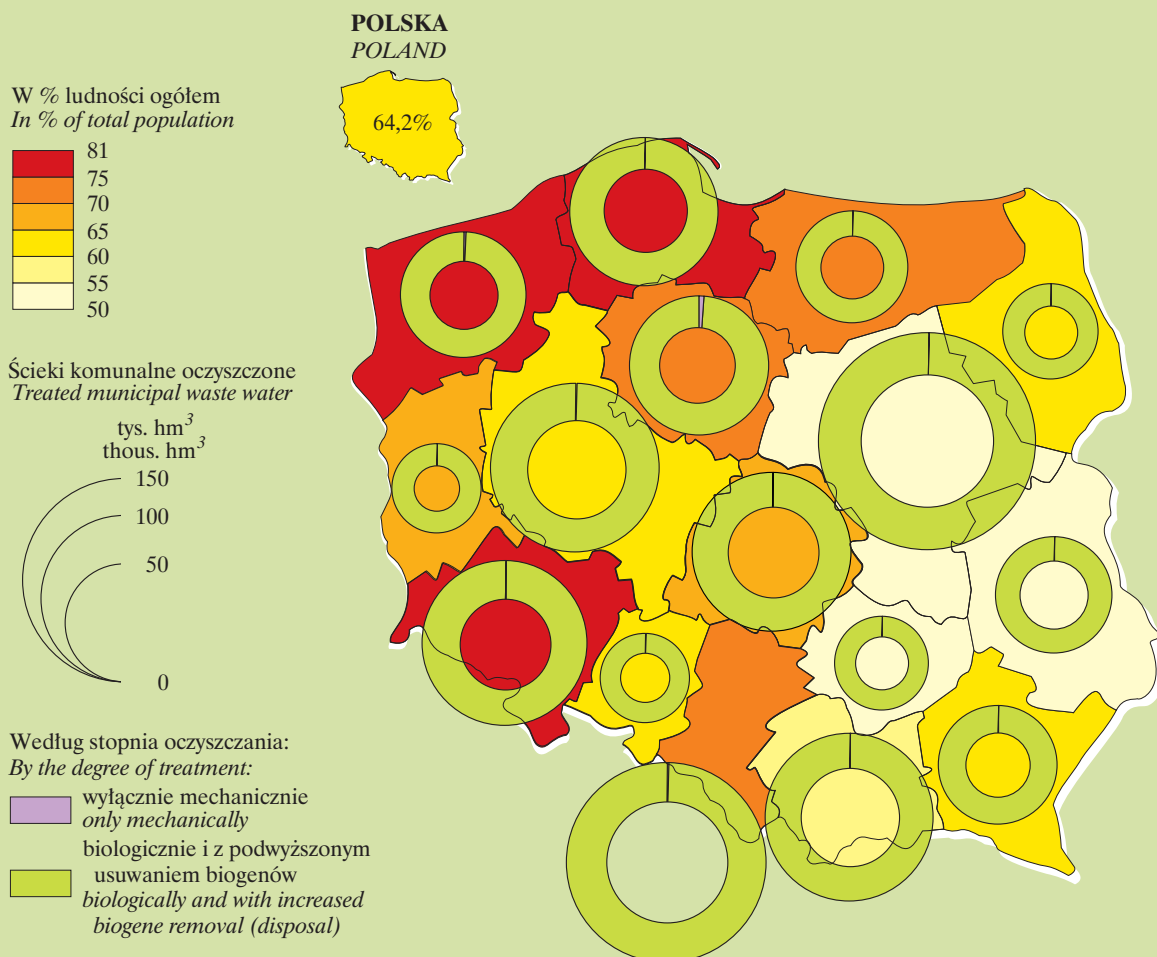 POLSKA
POLAND
64,2%
W % ludności ogółem
In % of total population
81
75
70
65
60
55
50
Ścieki komunalne oczyszczone
Treated municipal waste water
tys. hm³
thous. hm³
150
100
50
0
Według stopnia oczyszczania:
By the degree of treatment:
wyłącznie mechanicznie
only mechanically
biologicznie i z podwyższonym
usuwaniem biogenów
biologically and with increased
biogene removal (disposal)